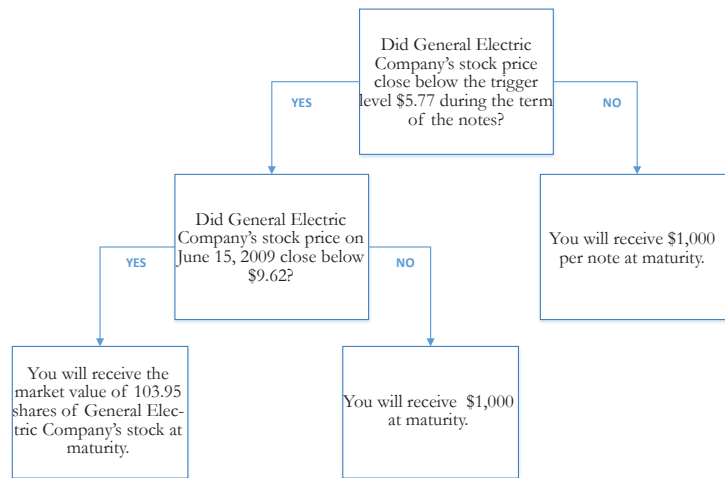 Did General Electric
Company's stock price
close below the trigger
level $5.77 during the term
of the notes?
YES
NO
Did General Electric
Company's stock price on
June 15, 2009 close below
$9.62?
You will receive $1,000
per note at maturity.
YES
NO
You will receive the
market value of 103.95
shares of General Elec-
tric Company's stock at
maturity.
You will receive $1,000
at maturity.